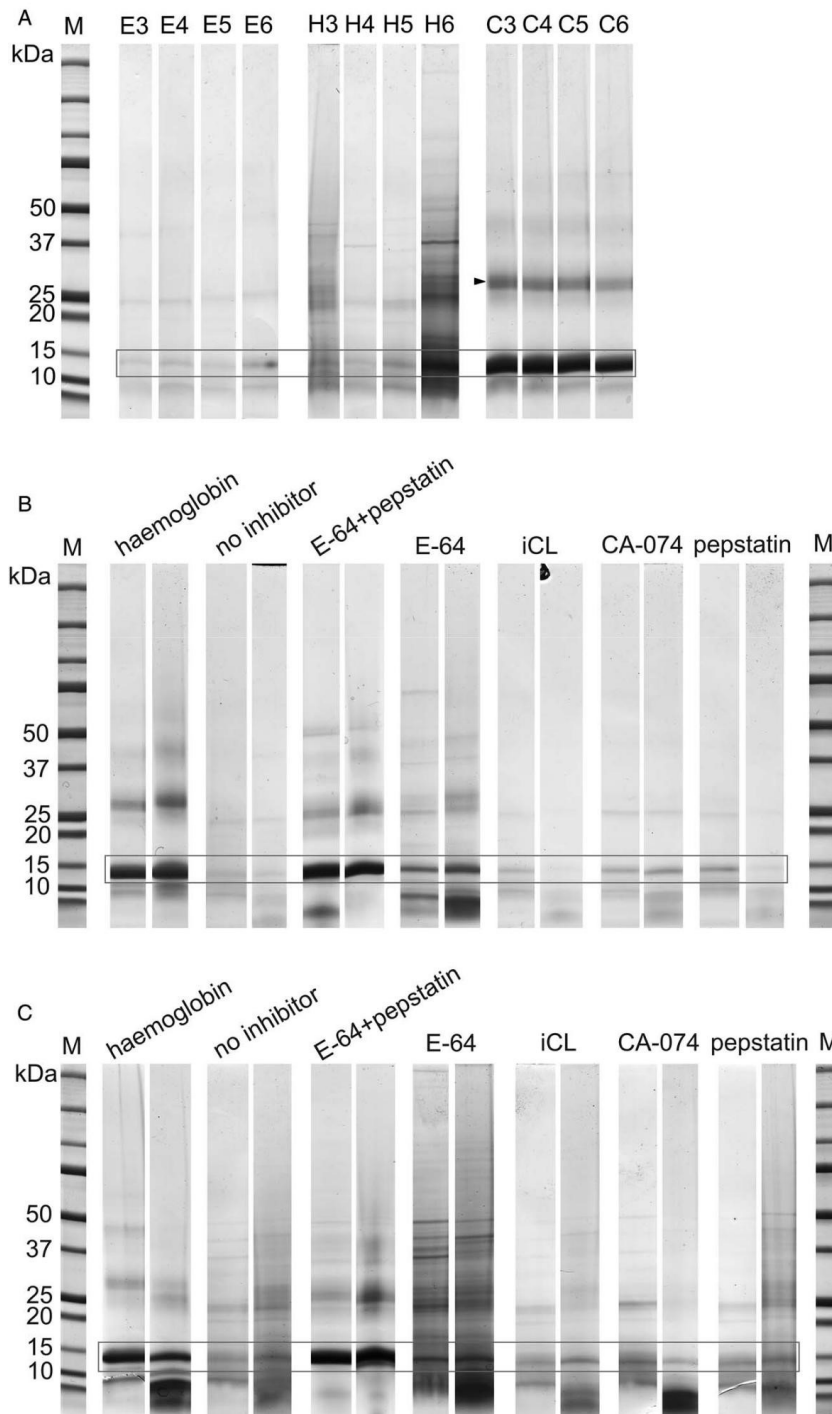 A
M E3 E4 E5 E6 H3 H4 H5 H6 C3 C4 C5 C6
kDa
50
37
25
20
15
10
B
haemoglobin no inhibitor E-64+pepstatin
M E-64 iCL CA-074 pepstatin M
kDa
50
37
25
20
15
10
C
haemoglobin no inhibitor E-64+pepstatin
M E-64 iCL CA-074 pepstatin M
kDa
50
37
25
20
15
10